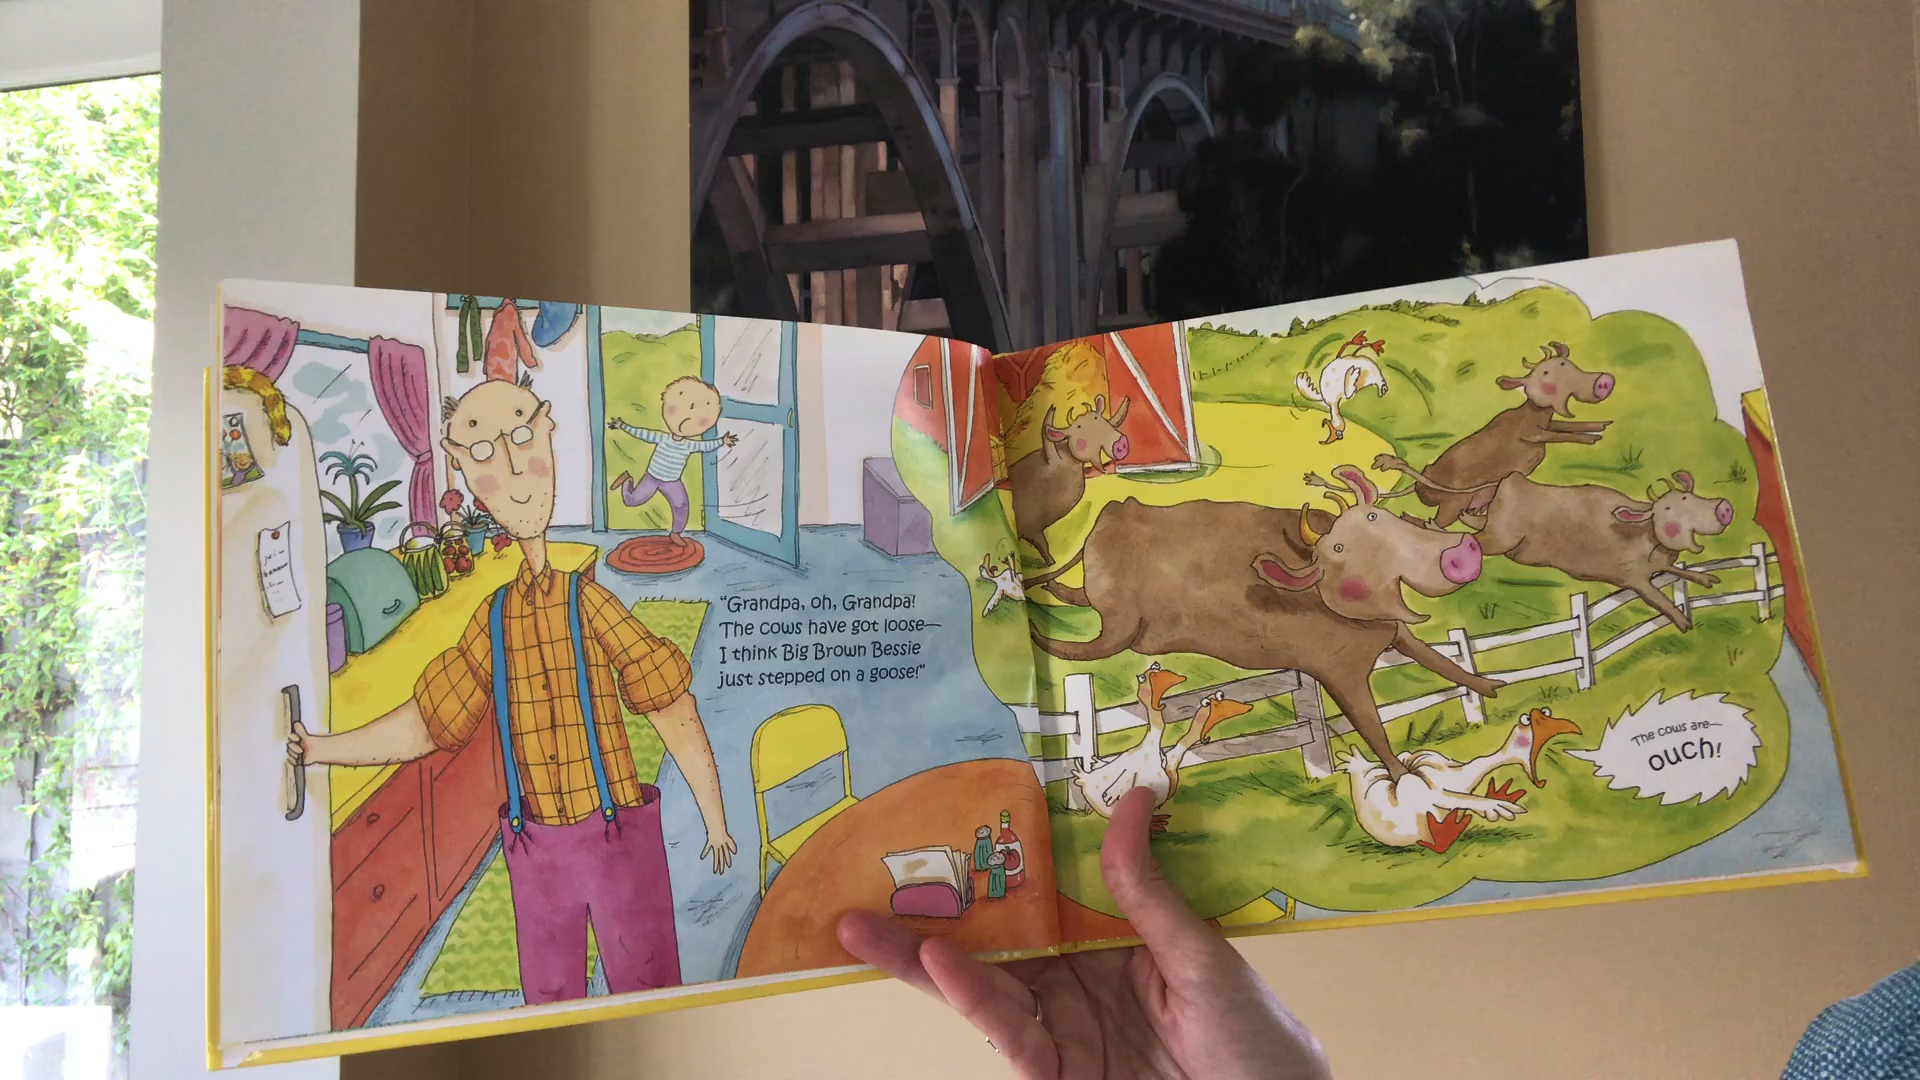 “Grandpa, oh, Grandpa!
The cows have got loose—
I think Big Brown Bessie
just stepped on a goose!”
The cows are—
ouch!